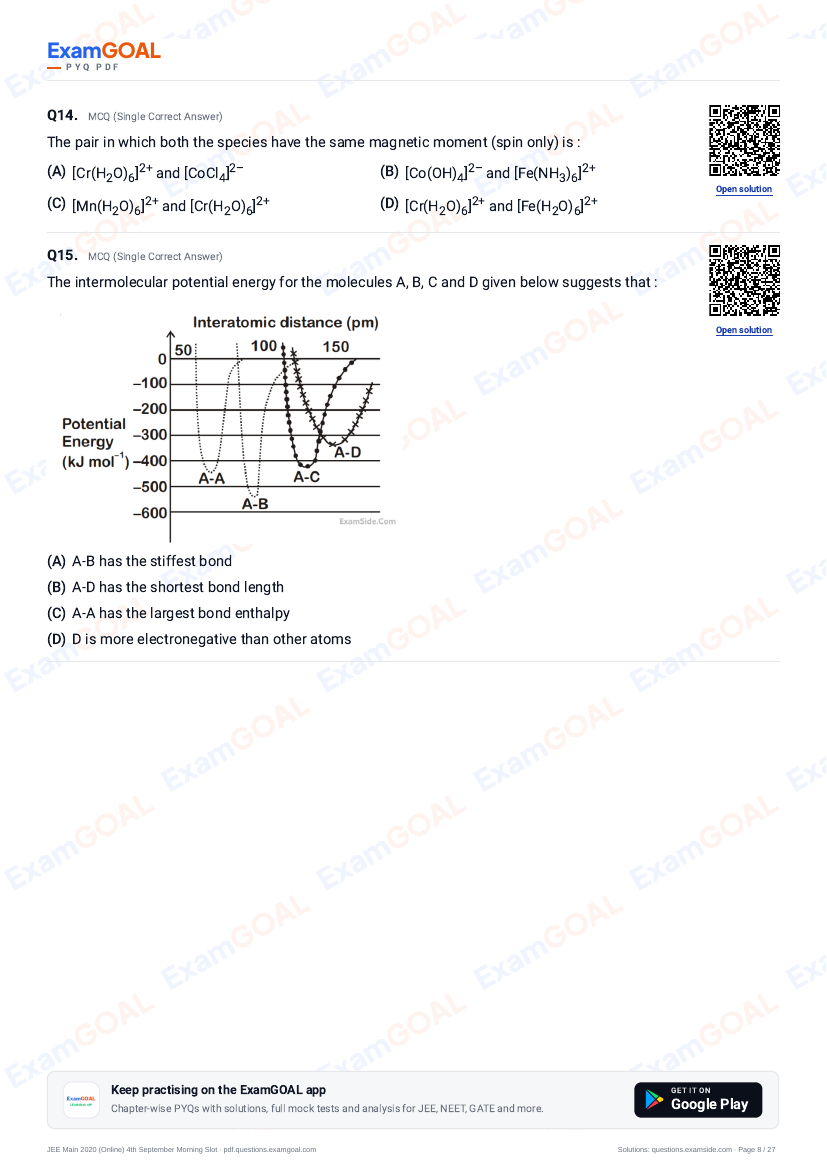 ExamGOAL
PYQ PDF
Q14. MCQ (Single Correct Answer)
The pair in which both the species have the same magnetic moment (spin only) is :
(A) [Cr(H₂O)₆]²⁺ and [CoCl₄]²⁻
(B) [Co(OH)₄]²⁻ and [Fe(NH₃)₆]²⁺
(C) [Mn(H₂O)₆]²⁺ and [Cr(H₂O)₆]²⁺
(D) [Cr(H₂O)₆]²⁺ and [Fe(H₂O)₆]²⁺
Open solution
Q15. MCQ (Single Correct Answer)
The intermolecular potential energy for the molecules A, B, C and D given below suggests that :
Open solution
Interatomic distance (pm)
50 100 150
0
–100
–200
–300
–400
–500
–600
Potential
Energy
(kJ mol⁻¹)
A-A
A-B
A-C
A-D
ExamSide.Com
(A) A-B has the stiffest bond
(B) A-D has the shortest bond length
(C) A-A has the largest bond enthalpy
(D) D is more electronegative than other atoms
ExamGOAL
Keep practising on the ExamGOAL app
Chapter-wise PYQs with solutions, full mock tests and analysis for JEE, NEET, GATE and more.
GET IT ON
Google Play
JEE Main 2020 (Online) 4th September Morning Slot · pdf.questions.examgoal.com
Solutions: questions.examside.com · Page 8 / 27